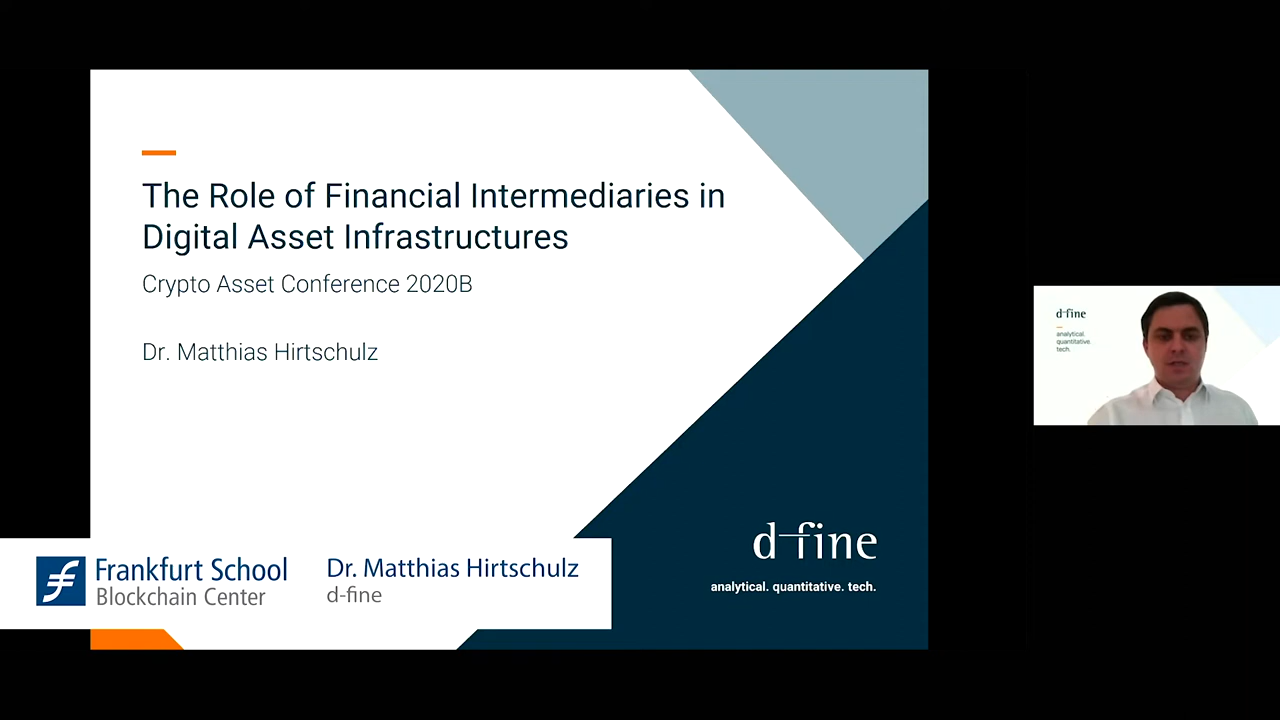 The Role of Financial Intermediaries in
Digital Asset Infrastructures
Crypto Asset Conference 2020B
Dr. Matthias Hirtschulz
d-fine
analytical. quantitative. tech.
Frankfurt School
Blockchain Center
Dr. Matthias Hirtschulz
d-fine
d-fine
analytical.
quantitative.
tech.